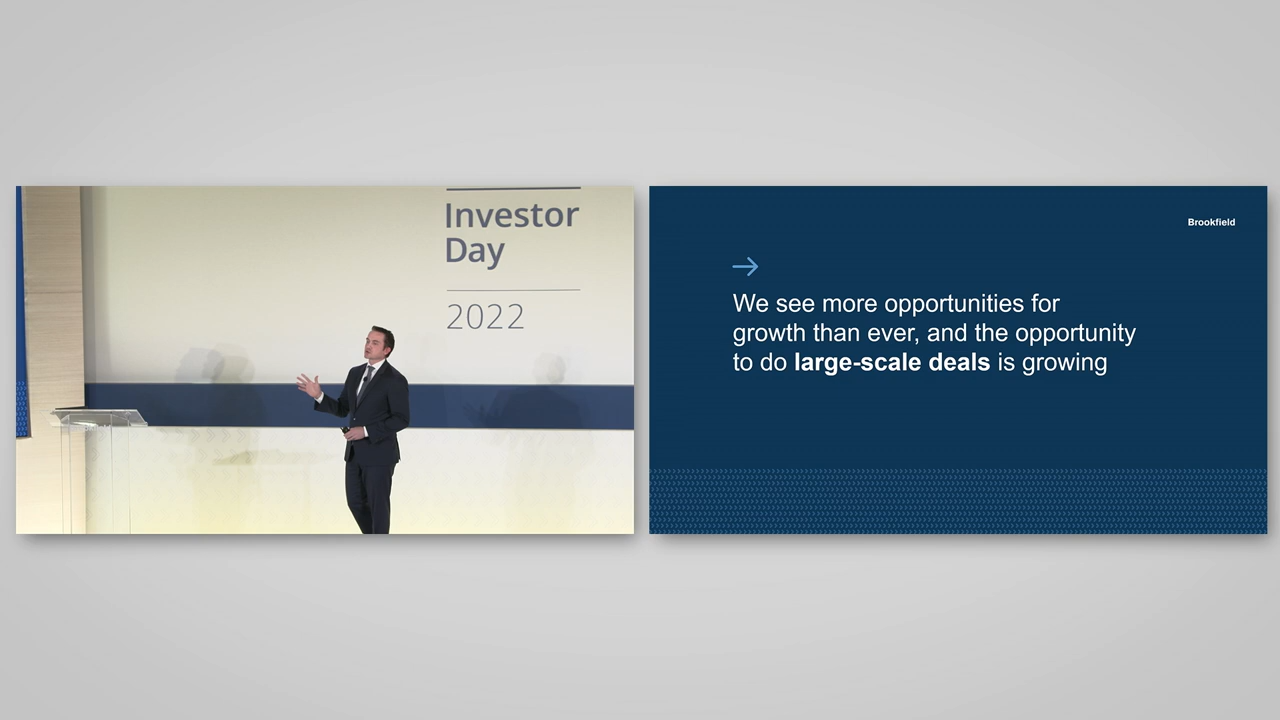 Investor
Day
2022
Brookfield
We see more opportunities for
growth than ever, and the opportunity
to do large-scale deals is growing